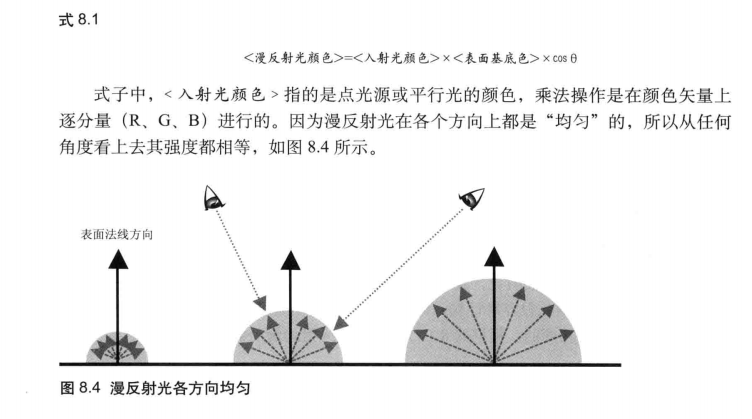 式 8.1
<漫反射光颜色>=<入射光颜色>×<表面基底色>×cos θ
式子中，<入射光颜色>指的是点光源或平行光的颜色，乘法操作是在颜色矢量上
逐分量（R、G、B）进行的。因为漫反射光在各个方向上都是“均匀”的，所以从任何
角度看上去其强度都相等，如图 8.4 所示。
表面法线方向
图 8.4 漫反射光各方向均匀